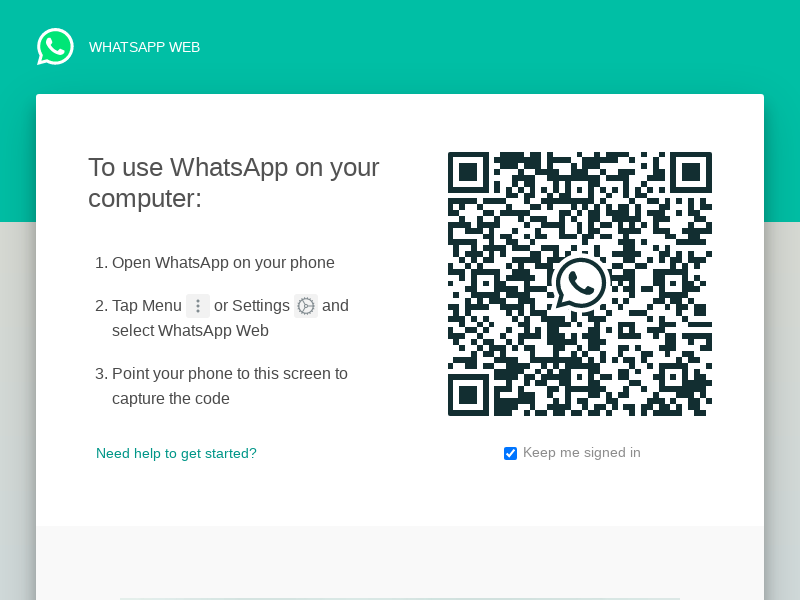 WHATSAPP WEB
To use WhatsApp on your
computer:
1. Open WhatsApp on your phone
2. Tap Menu or Settings and
select WhatsApp Web
3. Point your phone to this screen to
capture the code
Need help to get started?
Keep me signed in